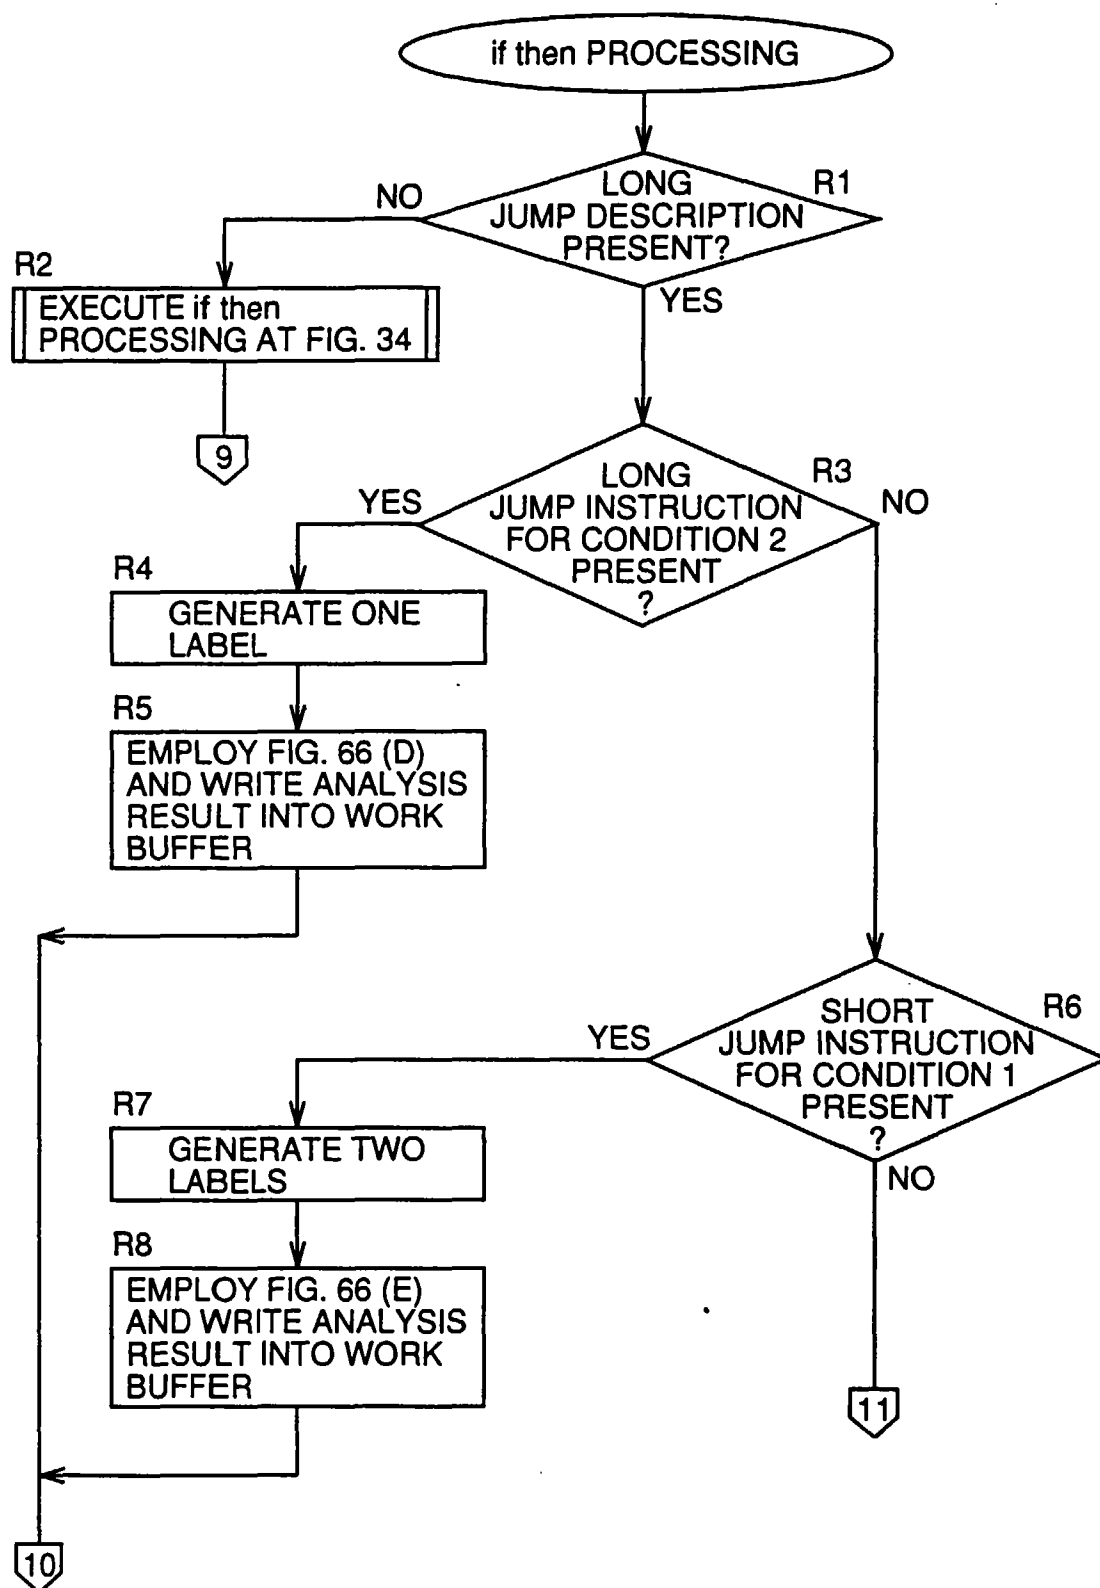 if then PROCESSING
LONG
JUMP DESCRIPTION
PRESENT?
R1
NO
YES
R2
EXECUTE if then
PROCESSING AT FIG. 34
9
LONG
JUMP INSTRUCTION
FOR CONDITION 2
PRESENT
?
R3
YES
NO
R4
GENERATE ONE
LABEL
R5
EMPLOY FIG. 66 (D)
AND WRITE ANALYSIS
RESULT INTO WORK
BUFFER
SHORT
JUMP INSTRUCTION
FOR CONDITION 1
PRESENT
?
R6
YES
NO
R7
GENERATE TWO
LABELS
R8
EMPLOY FIG. 66 (E)
AND WRITE ANALYSIS
RESULT INTO WORK
BUFFER
11
10